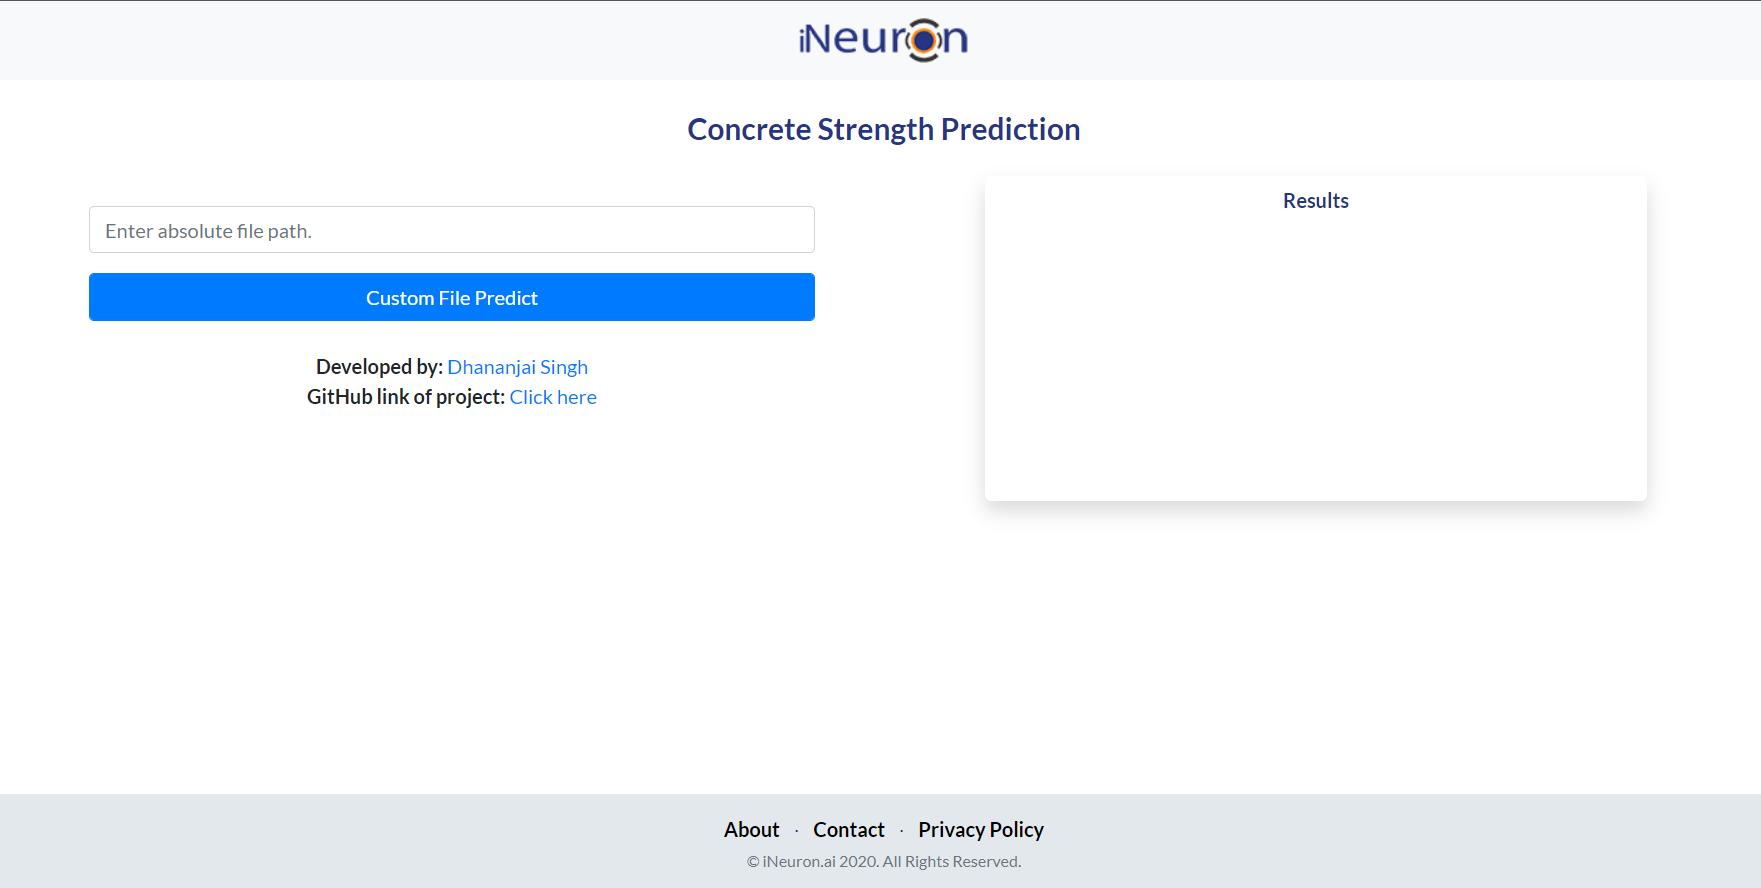 iNeuron
Concrete Strength Prediction
Enter absolute file path.
Custom File Predict
Developed by: Dhananjai Singh
GitHub link of project: Click here
Results
About · Contact · Privacy Policy
© iNeuron.ai 2020. All Rights Reserved.